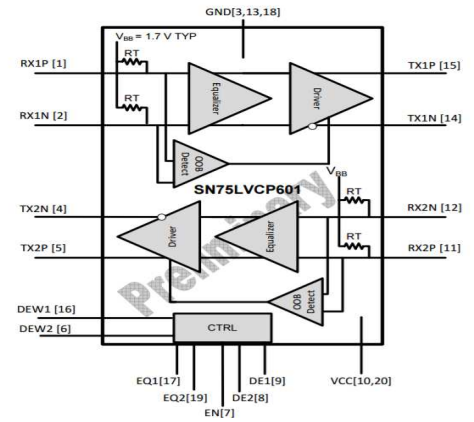 GND[3,13,18]
VBB = 1.7 V TYP
RT
RX1P [1]
TX1P [15]
Equalizer
Driver
RT
RX1N [2]
TX1N [14]
OOB
Detect
SN75LVCP601
VBB
RT
TX2N [4]
RX2N [12]
Driver
Equalizer
RT
TX2P [5]
RX2P [11]
Preliminary
OOB
Detect
DEW1 [16]
DEW2 [6]
CTRL
EQ1[17]
DE1[9]
VCC[10,20]
EQ2[19]
DE2[8]
EN[7]